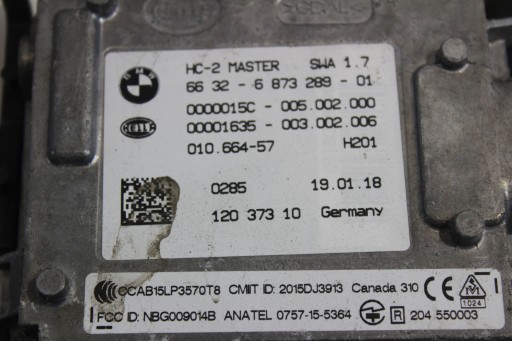 >GDAL<
HC-2 MASTER SWA 1.7
66 32 - 6 873 289 - 01
0000015C - 005.002.000
00001635 - 003.002.006
010.664-57 H201
0285 19.01.18
120 373 10 Germany
CCAB15LP3570T8 CMIIT ID: 2015DJ3913 Canada 310
FCC ID: NBG009014B ANATEL 0757-15-5364 R 204 550003
1024